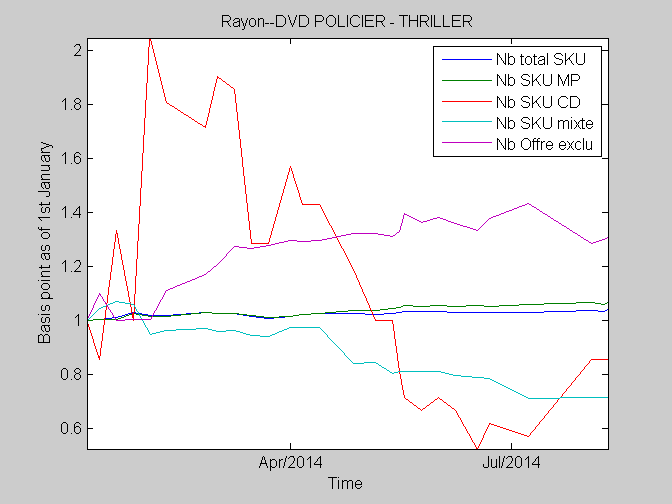 Rayon--DVD POLICIER - THRILLER
2
1.8
1.6
1.4
1.2
1
0.8
0.6
Basis point as of 1st January
Nb total SKU
Nb SKU MP
Nb SKU CD
Nb SKU mixte
Nb Offre exclu
Apr/2014
Jul/2014
Time